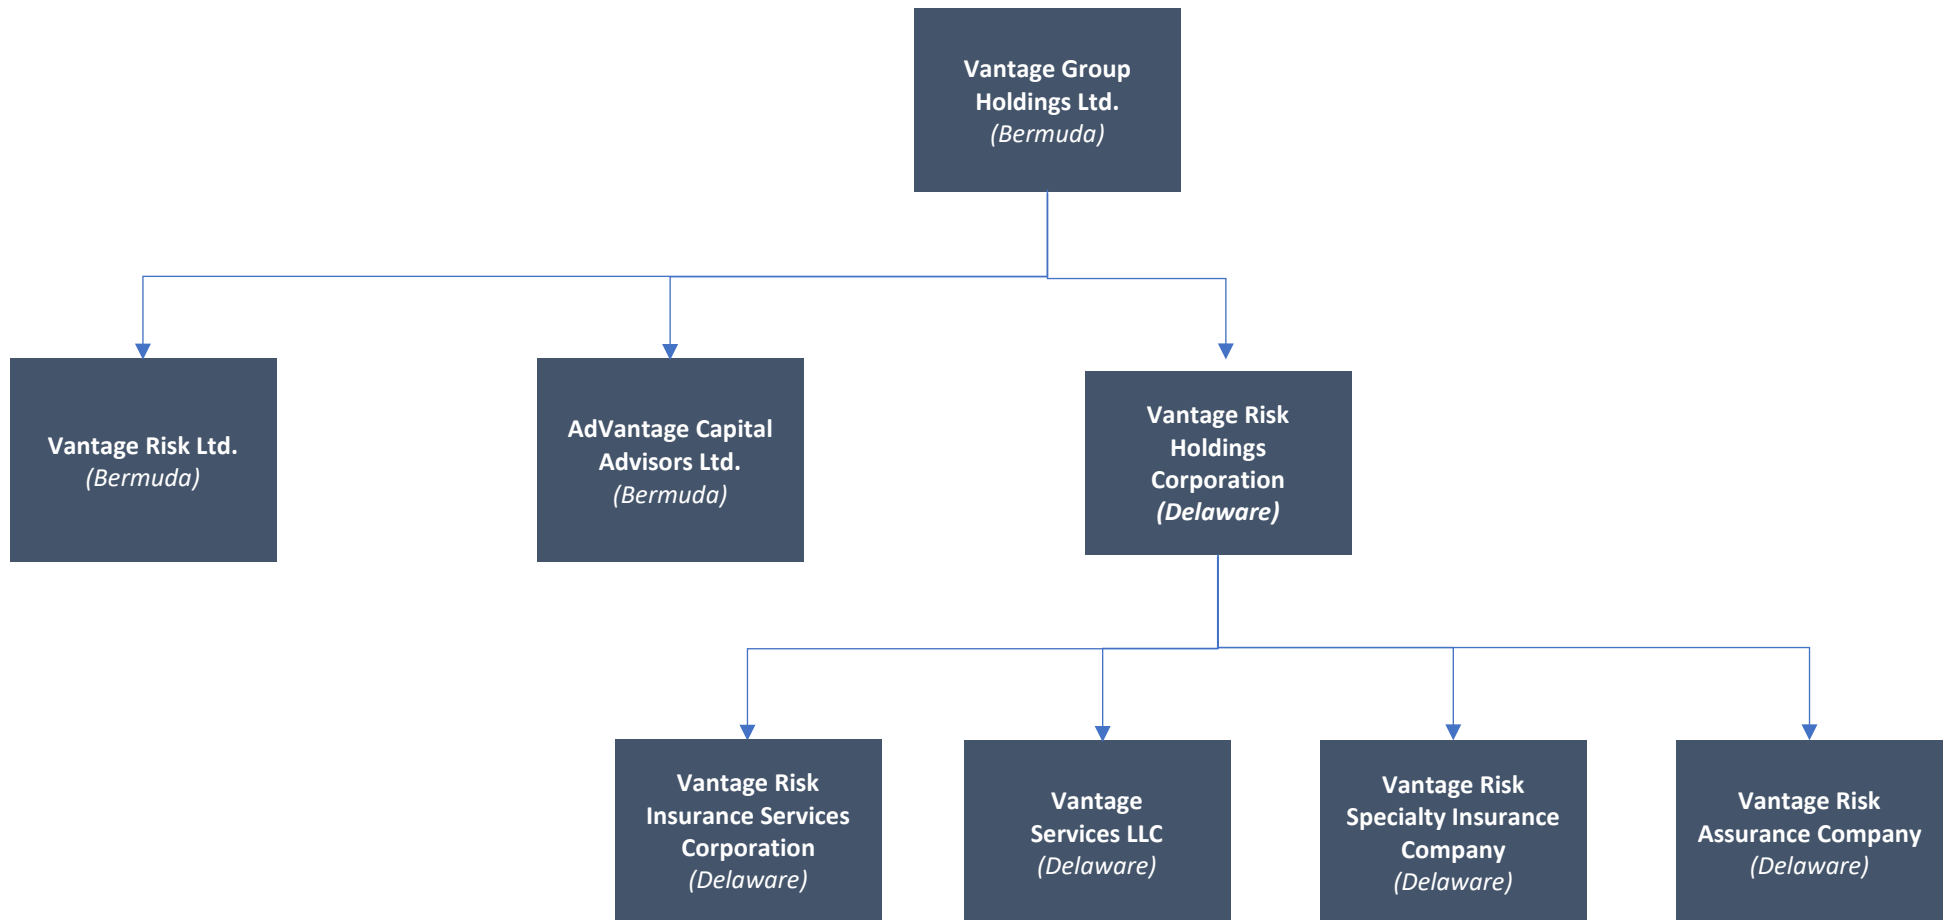 Vantage Group
Holdings Ltd.
(Bermuda)
Vantage Risk Ltd.
(Bermuda)
AdVantage Capital
Advisors Ltd.
(Bermuda)
Vantage Risk
Holdings
Corporation
(Delaware)
Vantage Risk
Insurance Services
Corporation
(Delaware)
Vantage
Services LLC
(Delaware)
Vantage Risk
Specialty Insurance
Company
(Delaware)
Vantage Risk
Assurance Company
(Delaware)